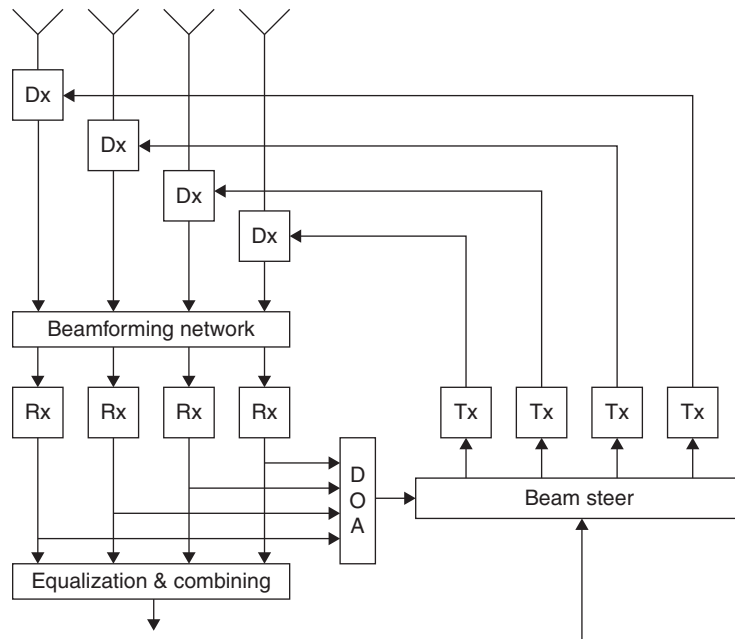 Dx
Dx
Dx
Dx
Beamforming network
Rx Rx Rx Rx Tx Tx Tx Tx
D
O
A
Beam steer
Equalization & combining